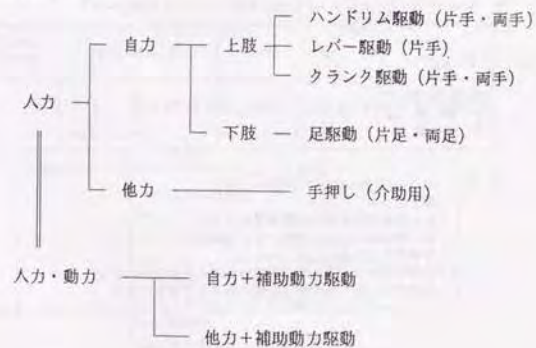 ハンドリム駆動（片手・両手）
自力 上肢 レバー駆動（片手）
クランク駆動（片手・両手）
人力
下肢 足駆動（片足・両足）
他力 手押し（介助用）
人力・動力 自力＋補助動力駆動
他力＋補助動力駆動